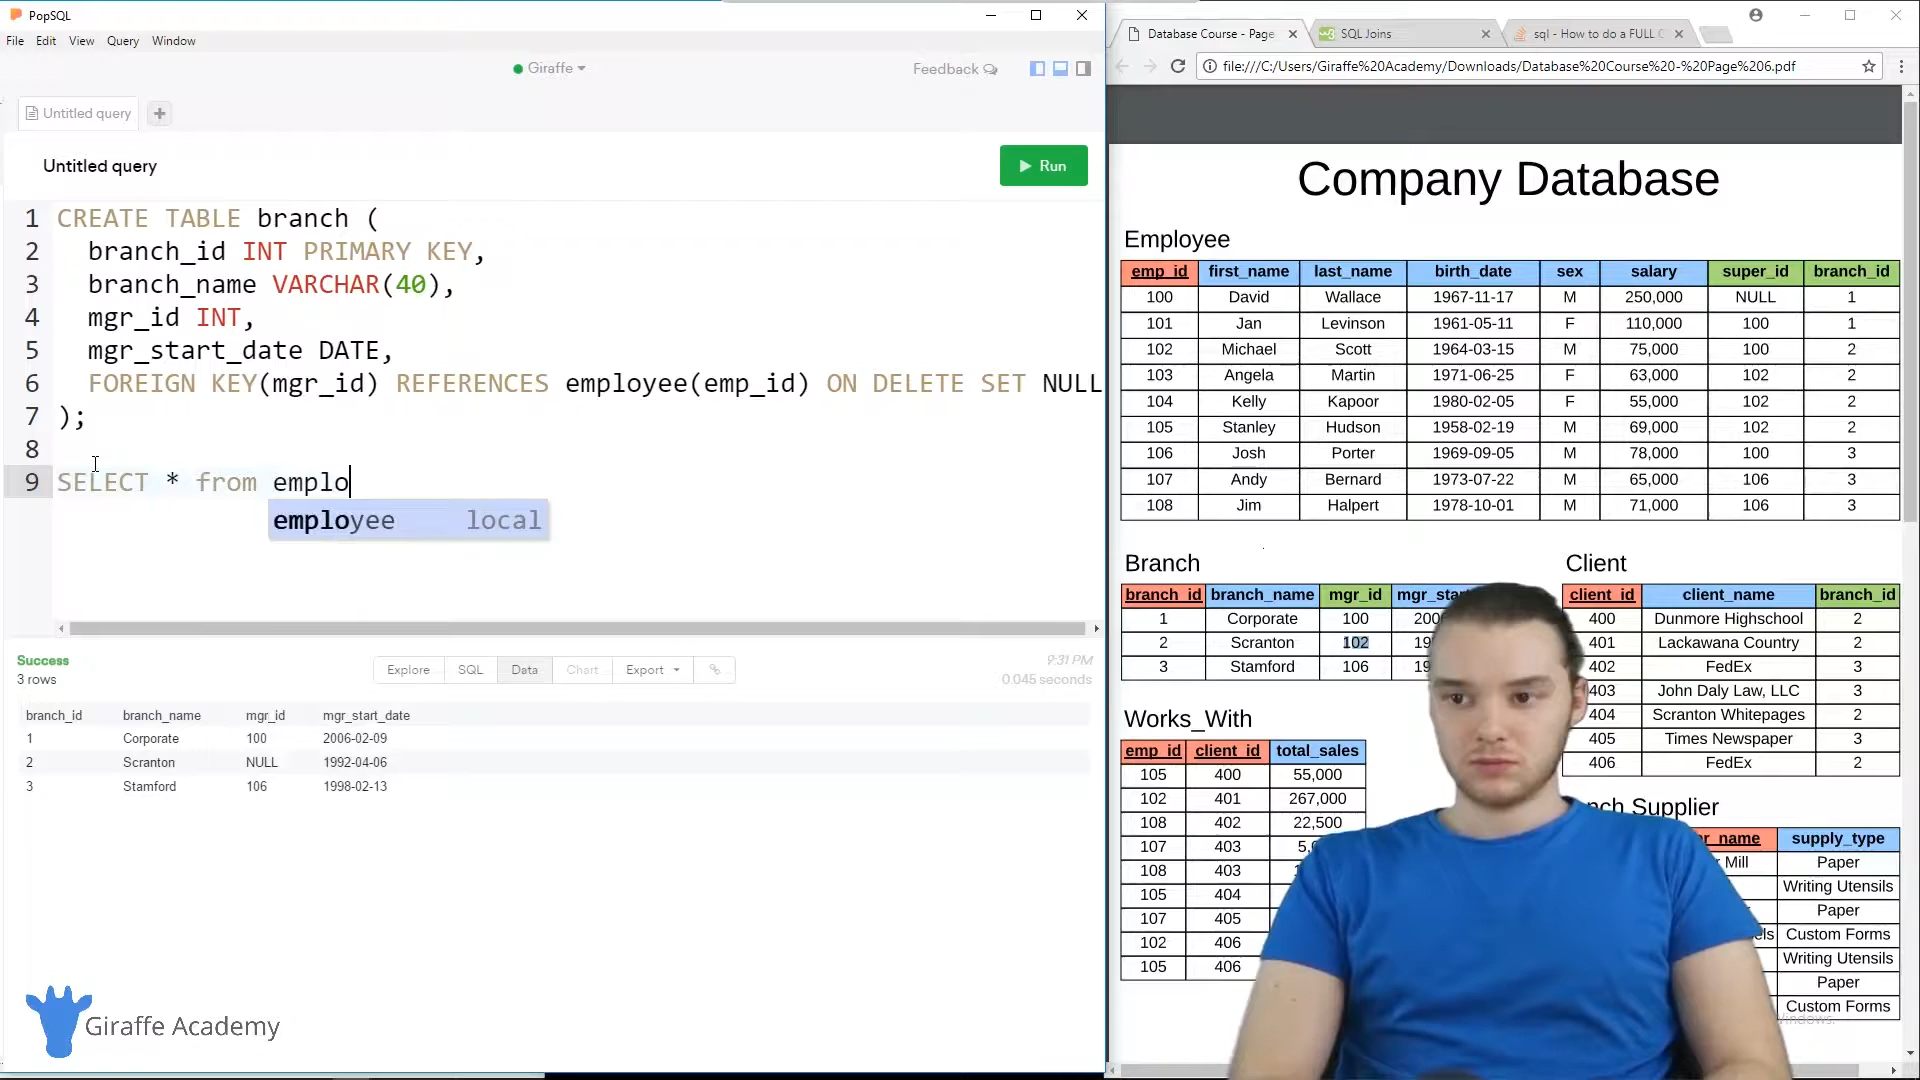 PopSQL
File Edit View Query Window
Giraffe
Feedback
Untitled query
Untitled query
Run
1 CREATE TABLE branch (
2 branch_id INT PRIMARY KEY,
3 branch_name VARCHAR(40),
4 mgr_id INT,
5 mgr_start_date DATE,
6 FOREIGN KEY(mgr_id) REFERENCES employee(emp_id) ON DELETE SET NULL
7 );
8
9 SELECT * from emplo
employee local
Success
3 rows
Explore SQL Data Chart Export
9:31 PM
0.045 seconds
branch_id branch_name mgr_id mgr_start_date
1 Corporate 100 2006-02-09
2 Scranton NULL 1992-04-06
3 Stamford 106 1998-02-13
Giraffe Academy
Database Course - Page
SQL Joins
sql - How to do a FULL
file:///C:/Users/Giraffe%20Academy/Downloads/Database%20Course%20-%20Page%206.pdf
Company Database
Employee
emp_id first_name last_name birth_date sex salary super_id branch_id
100 David Wallace 1967-11-17 M 250,000 NULL 1
101 Jan Levinson 1961-05-11 F 110,000 100 1
102 Michael Scott 1964-03-15 M 75,000 100 2
103 Angela Martin 1971-06-25 F 63,000 102 2
104 Kelly Kapoor 1980-02-05 F 55,000 102 2
105 Stanley Hudson 1958-02-19 M 69,000 102 2
106 Josh Porter 1969-09-05 M 78,000 100 3
107 Andy Bernard 1973-07-22 M 65,000 106 3
108 Jim Halpert 1978-10-01 M 71,000 106 3
Branch
branch_id branch_name mgr_id mgr_star
1 Corporate 100 200
2 Scranton 102 19
3 Stamford 106 19
Client
client_id client_name branch_id
400 Dunmore Highschool 2
401 Lackawana Country 2
402 FedEx 3
403 John Daly Law, LLC 3
404 Scranton Whitepages 2
405 Times Newspaper 3
406 FedEx 2
Works_With
emp_id client_id total_sales
105 400 55,000
102 401 267,000
108 402 22,500
107 403 5,
108 403 1
105 404
107 405
102 406
105 406
nch Supplier
r_name supply_type
Mill Paper
Writing Utensils
Paper
els Custom Forms
Writing Utensils
Paper
Custom Forms
Windows.